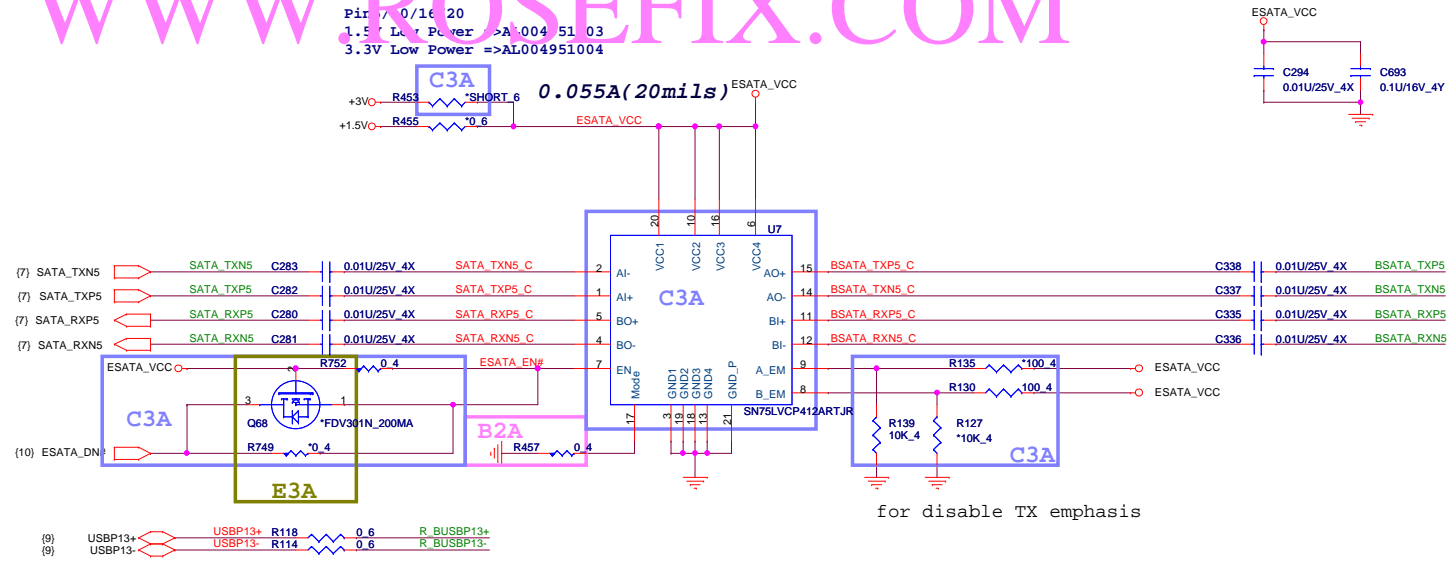 WWW.ROSEFIX.COM
1.5V Low Power =>AL004951003
3.3V Low Power =>AL004951004
C3A
0.055A(20mils)
ESATA_VCC
+3V R453 *SHORT_6
+1.5V R455 *0_6 ESATA_VCC
ESATA_VCC
C294
0.01U/25V_4X
C693
0.1U/16V_4Y
20 10 16 6
U7
VCC1 VCC2 VCC3 VCC4
{7} SATA_TXN5 SATA_TXN5 C283 0.01U/25V_4X SATA_TXN5_C 2 AI- AO+ 15 BSATA_TXP5_C C338 0.01U/25V_4X BSATA_TXP5
{7} SATA_TXP5 SATA_TXP5 C282 0.01U/25V_4X SATA_TXP5_C 1 AI+ C3A AO- 14 BSATA_TXN5_C C337 0.01U/25V_4X BSATA_TXN5
{7} SATA_RXP5 SATA_RXP5 C280 0.01U/25V_4X SATA_RXP5_C 5 BO+ BI+ 11 BSATA_RXP5_C C335 0.01U/25V_4X BSATA_RXP5
{7} SATA_RXN5 SATA_RXN5 C281 0.01U/25V_4X SATA_RXN5_C 4 BO- BI- 12 BSATA_RXN5_C C336 0.01U/25V_4X BSATA_RXN5
ESATA_VCC R752 0_4 ESATA_EN# 7 EN A_EM 9 R135 *100_4 ESATA_VCC
B_EM 8 R130 100_4 ESATA_VCC
Mode GND1 GND2 GND3 GND4 GND_P
SN75LVCP412ARTJR
17 3 19 18 13 21
2 3 1
Q68 *FDV301N_200MA
C3A
R139
10K_4
R127
*10K_4
C3A
B2A
{10} ESATA_DN# R749 *0_4
R457 0_4
E3A
for disable TX emphasis
{9} USBP13+ USBP13+ R118 0_6 R_BUSBP13+
{9} USBP13- USBP13- R114 0_6 R_BUSBP13-